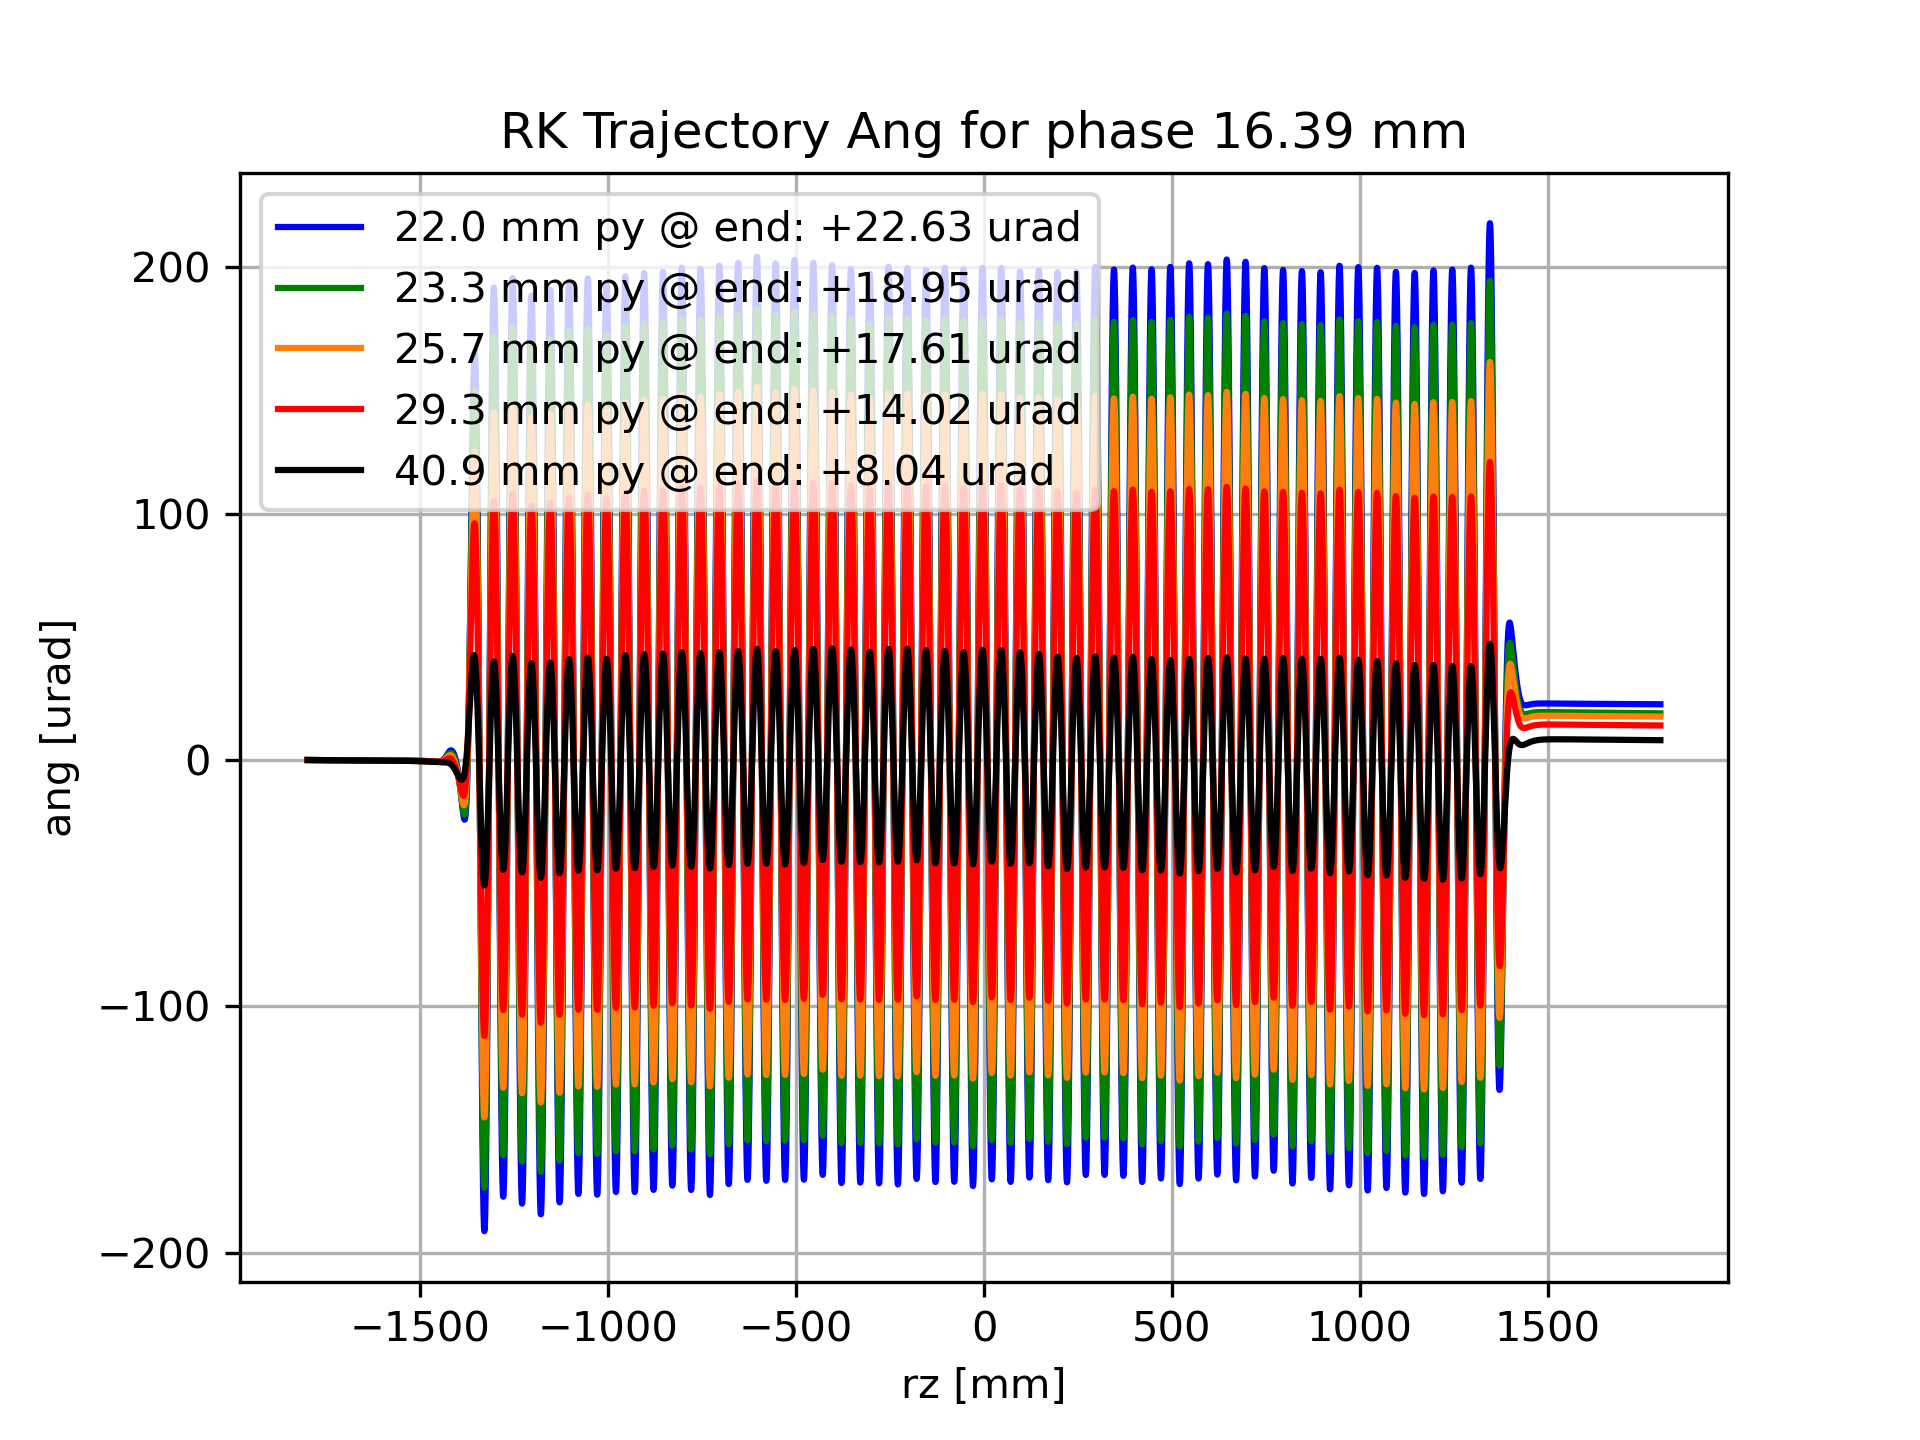 RK Trajectory Ang for phase 16.39 mm
22.0 mm py @ end: +22.63 urad
23.3 mm py @ end: +18.95 urad
25.7 mm py @ end: +17.61 urad
29.3 mm py @ end: +14.02 urad
40.9 mm py @ end: +8.04 urad
200
100
0
−100
−200
ang [urad]
−1500 −1000 −500 0 500 1000 1500
rz [mm]